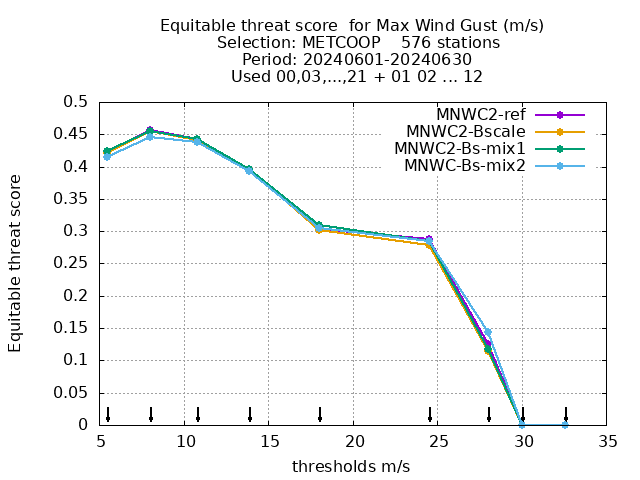 Equitable threat score  for Max Wind Gust (m/s)
Selection: METCOOP    576 stations
Period: 20240601-20240630
Used 00,03,...,21 + 01 02 ... 12
MNWC2-ref
MNWC2-Bscale
MNWC2-Bs-mix1
MNWC-Bs-mix2
Equitable threat score
0.5
0.45
0.4
0.35
0.3
0.25
0.2
0.15
0.1
0.05
0
5 10 15 20 25 30 35
thresholds m/s